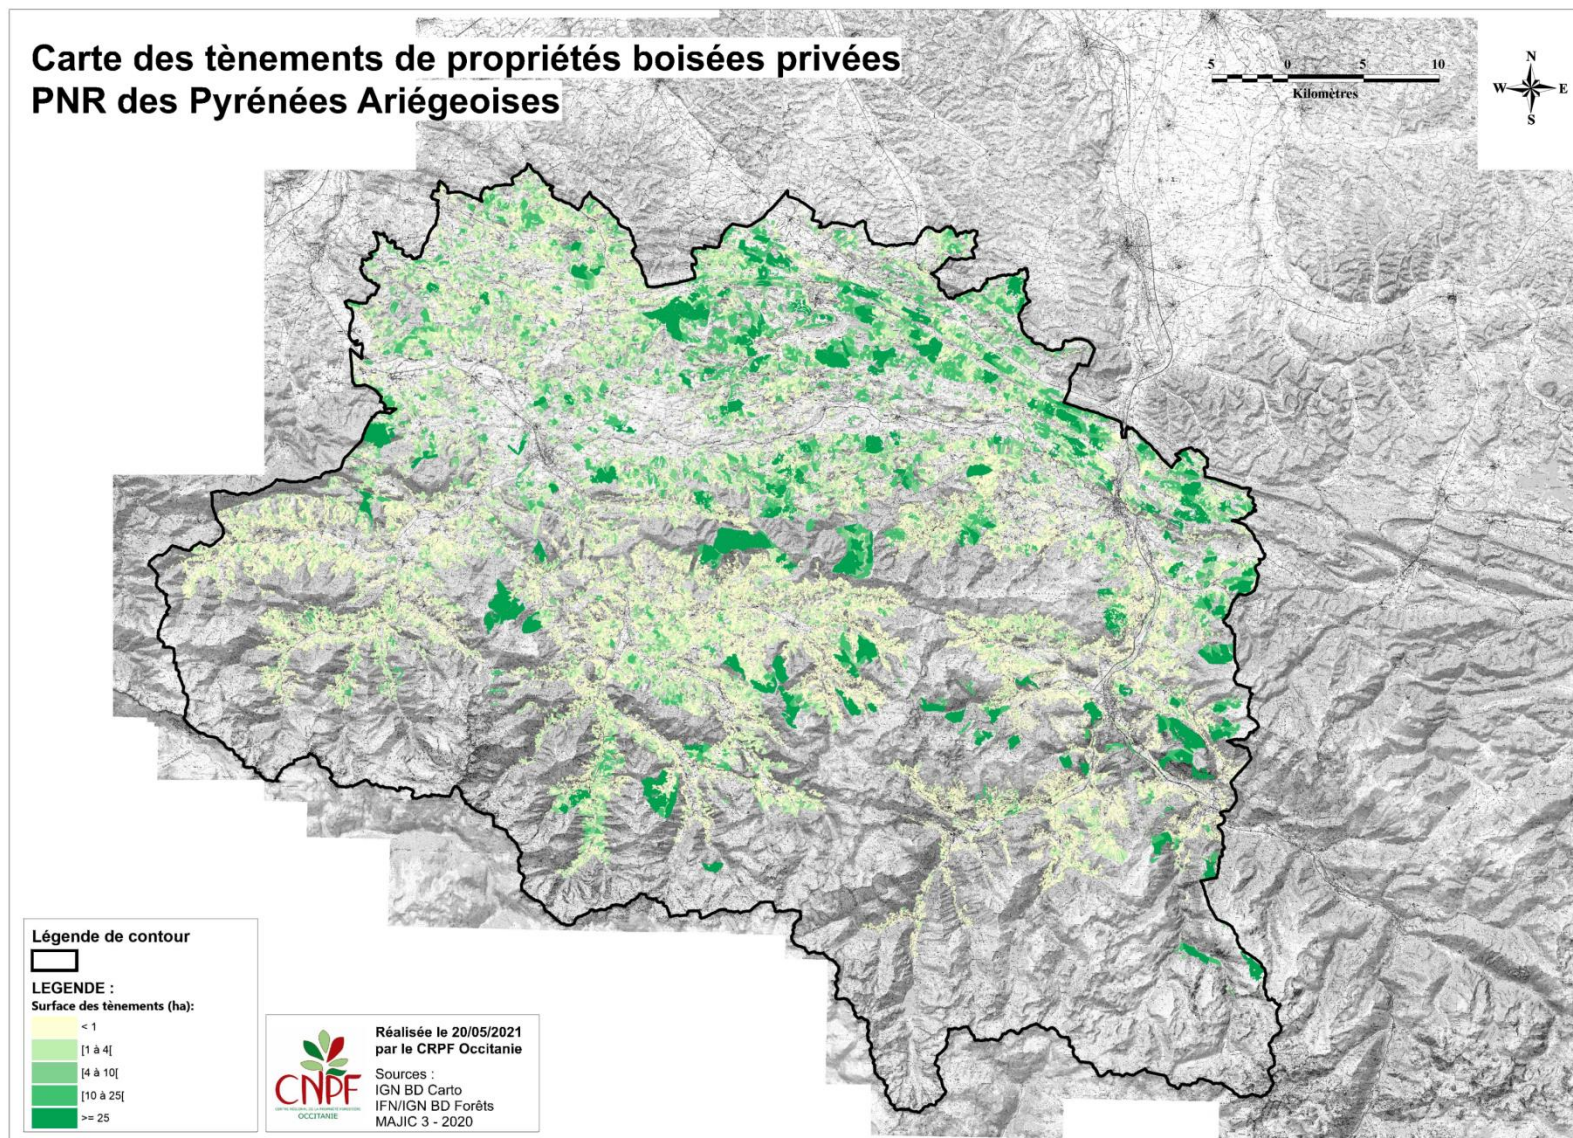 Carte des tènements de propriétés boisées privées
PNR des Pyrénées Ariégeoises
5 0 5 10
Kilomètres
N
W E
S
Légende de contour
LEGENDE :
Surface des tènements (ha):
< 1
[1 à 4[
[4 à 10[
[10 à 25[
>= 25
CNPF
OCCITANIE
Réalisée le 20/05/2021
par le CRPF Occitanie
Sources :
IGN BD Carto
IFN/IGN BD Forêts
MAJIC 3 - 2020